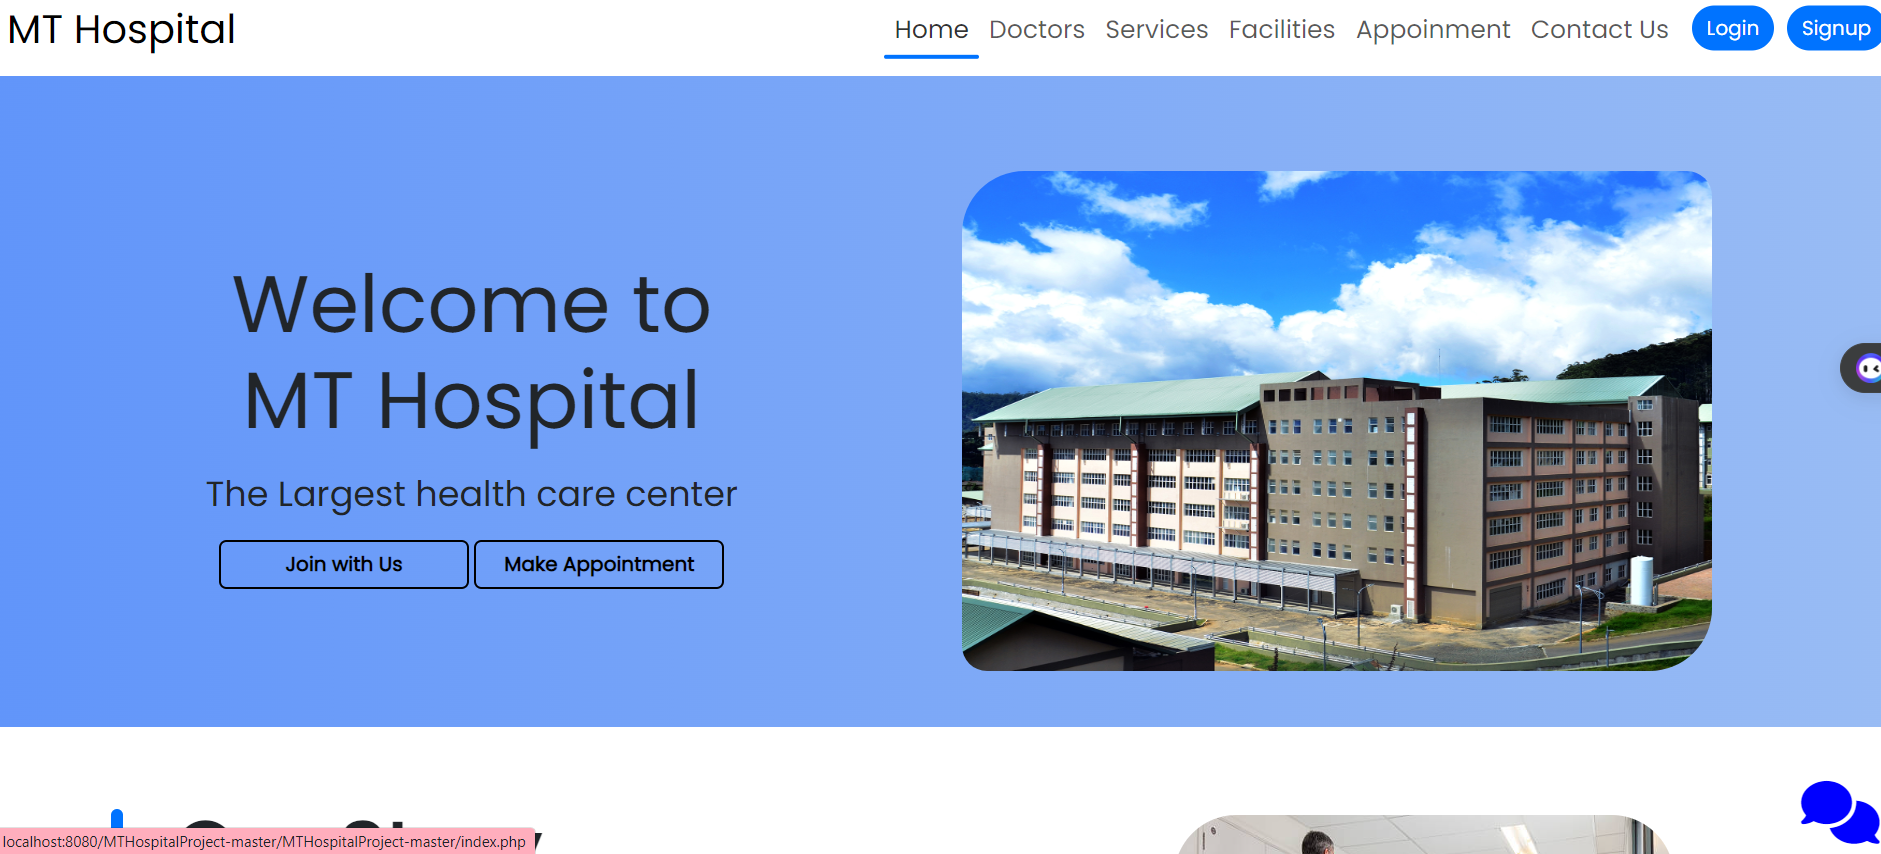 MT Hospital
Home Doctors Services Facilities Appoinment Contact Us Login Signup
Welcome to
MT Hospital
The Largest health care center
Join with Us Make Appointment
localhost:8080/MTHospitalProject-master/MTHospitalProject-master/index.php